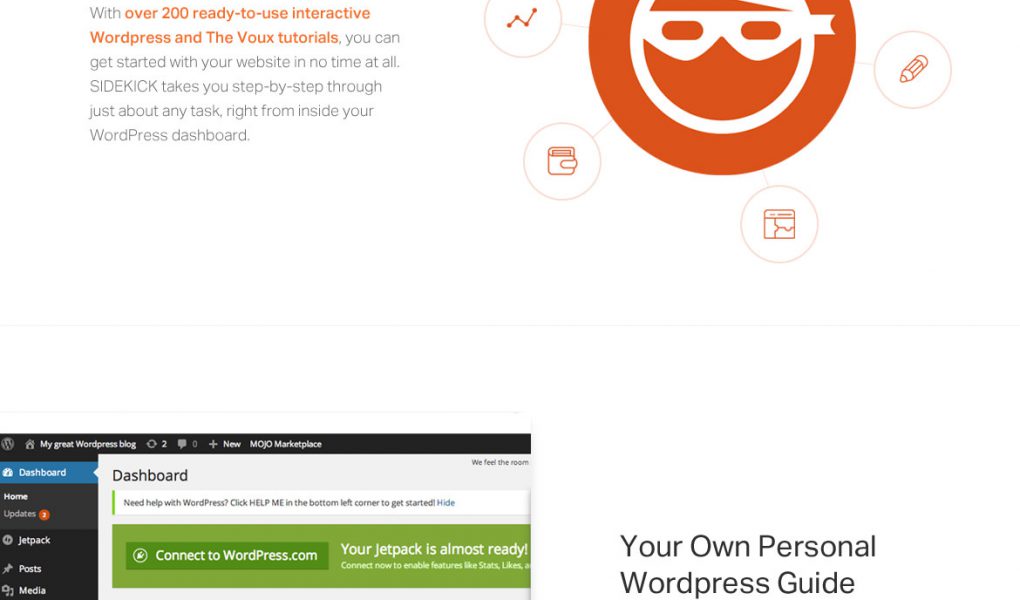 With over 200 ready-to-use interactive
Wordpress and The Voux tutorials, you can
get started with your website in no time at all.
SIDEKICK takes you step-by-step through
just about any task, right from inside your
WordPress dashboard.
My great Wordpress blog 2 0 + New MOJO Marketplace
Dashboard
Home
Updates 2
Jetpack
Posts
Media
We feel the room
Dashboard
Need help with WordPress? Click HELP ME in the bottom left corner to get started! Hide
Connect to WordPress.com
Your Jetpack is almost ready!
Connect now to enable features like Stats, Likes,
Your Own Personal
Wordpress Guide